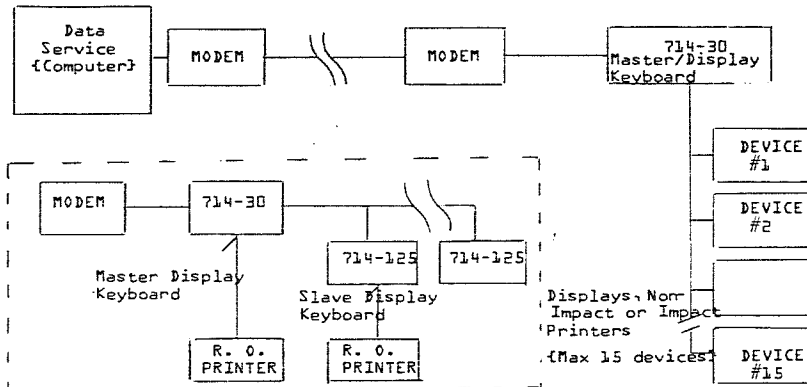 Data
Service
{Computer}
MODEM
MODEM
714-30
Master/Display
Keyboard
DEVICE
#1
DEVICE
#2
MODEM
714-30
714-125
714-125
Master Display
Keyboard
Slave Display
Keyboard
R. O.
PRINTER
R. O.
PRINTER
Displays, Non-
Impact or Impact
Printers
{Max 15 devices}
DEVICE
#15